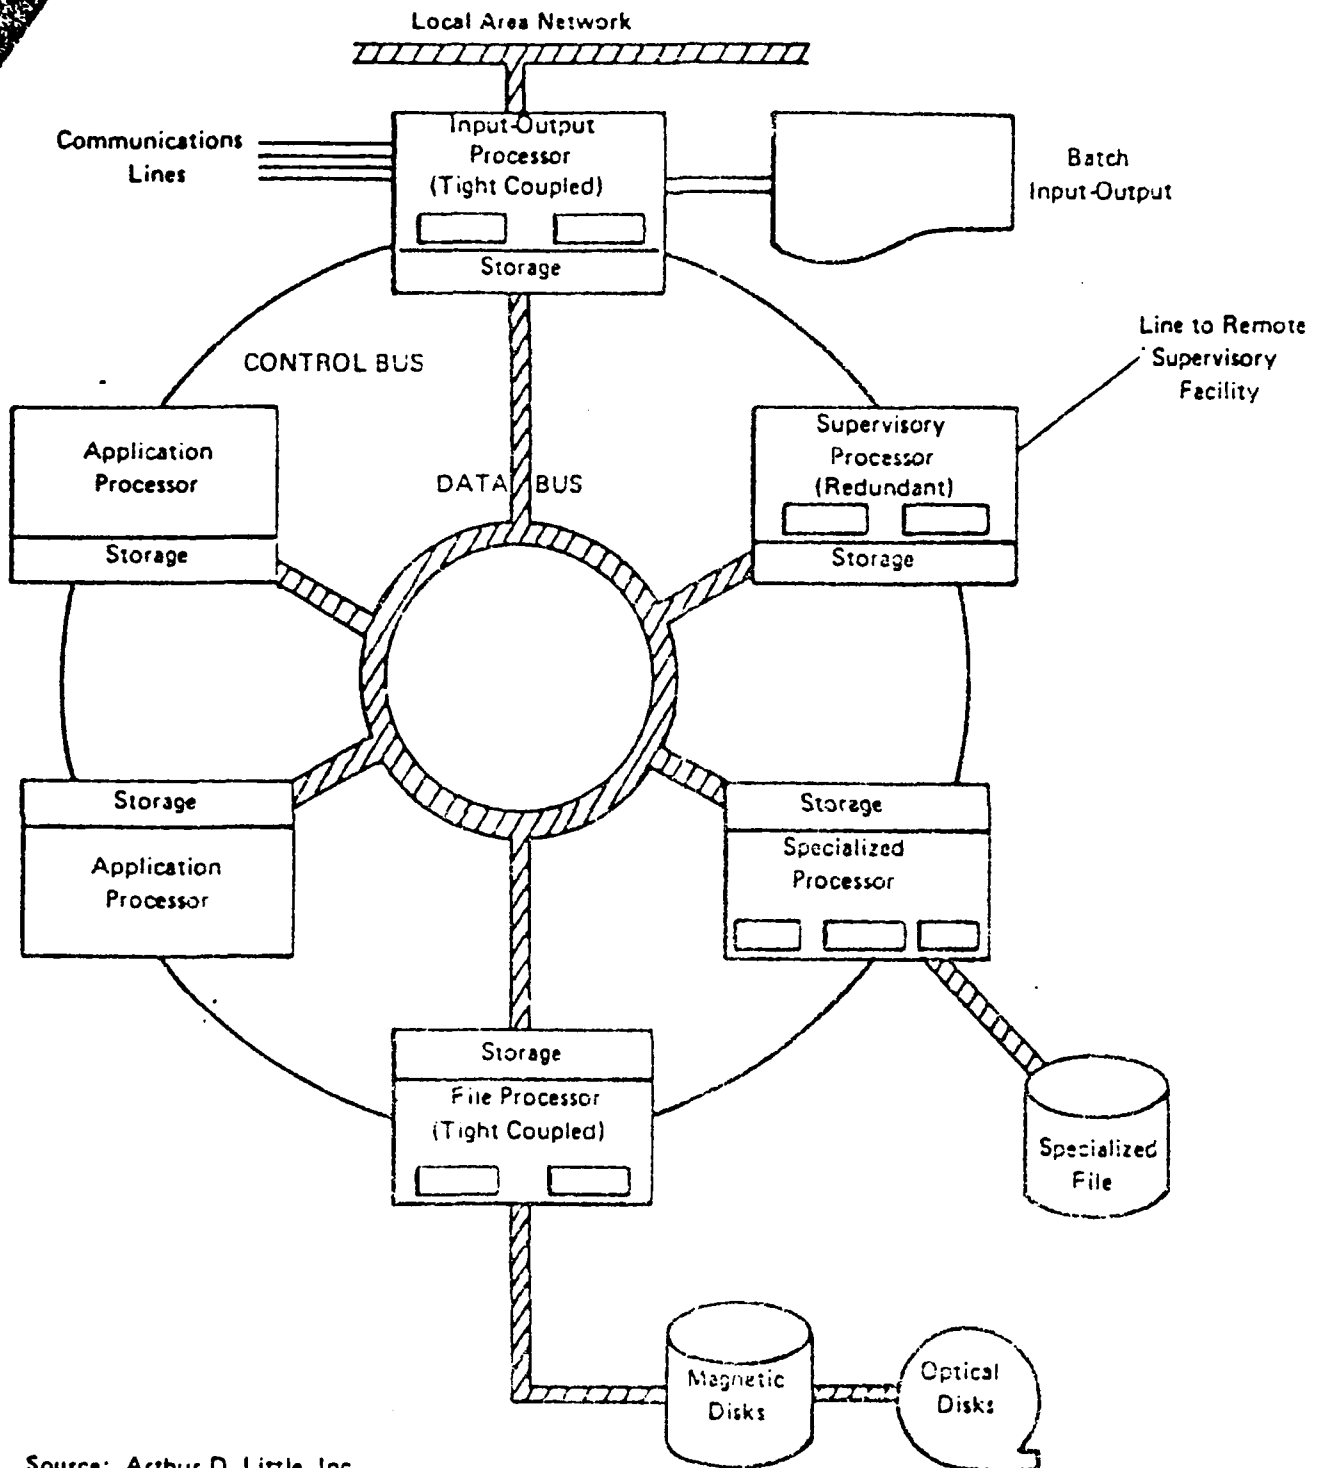 Local Area Network
Communications
Lines
Input-Output
Processor
(Tight Coupled)
Storage
Batch
Input-Output
Line to Remote
Supervisory
Facility
CONTROL BUS
Application
Processor
Storage
DATA BUS
Supervisory
Processor
(Redundant)
Storage
Storage
Application
Processor
Storage
Specialized
Processor
Storage
File Processor
(Tight Coupled)
Specialized
File
Magnetic
Disks
Optical
Disks
Source: Arthur D. Little, Inc.